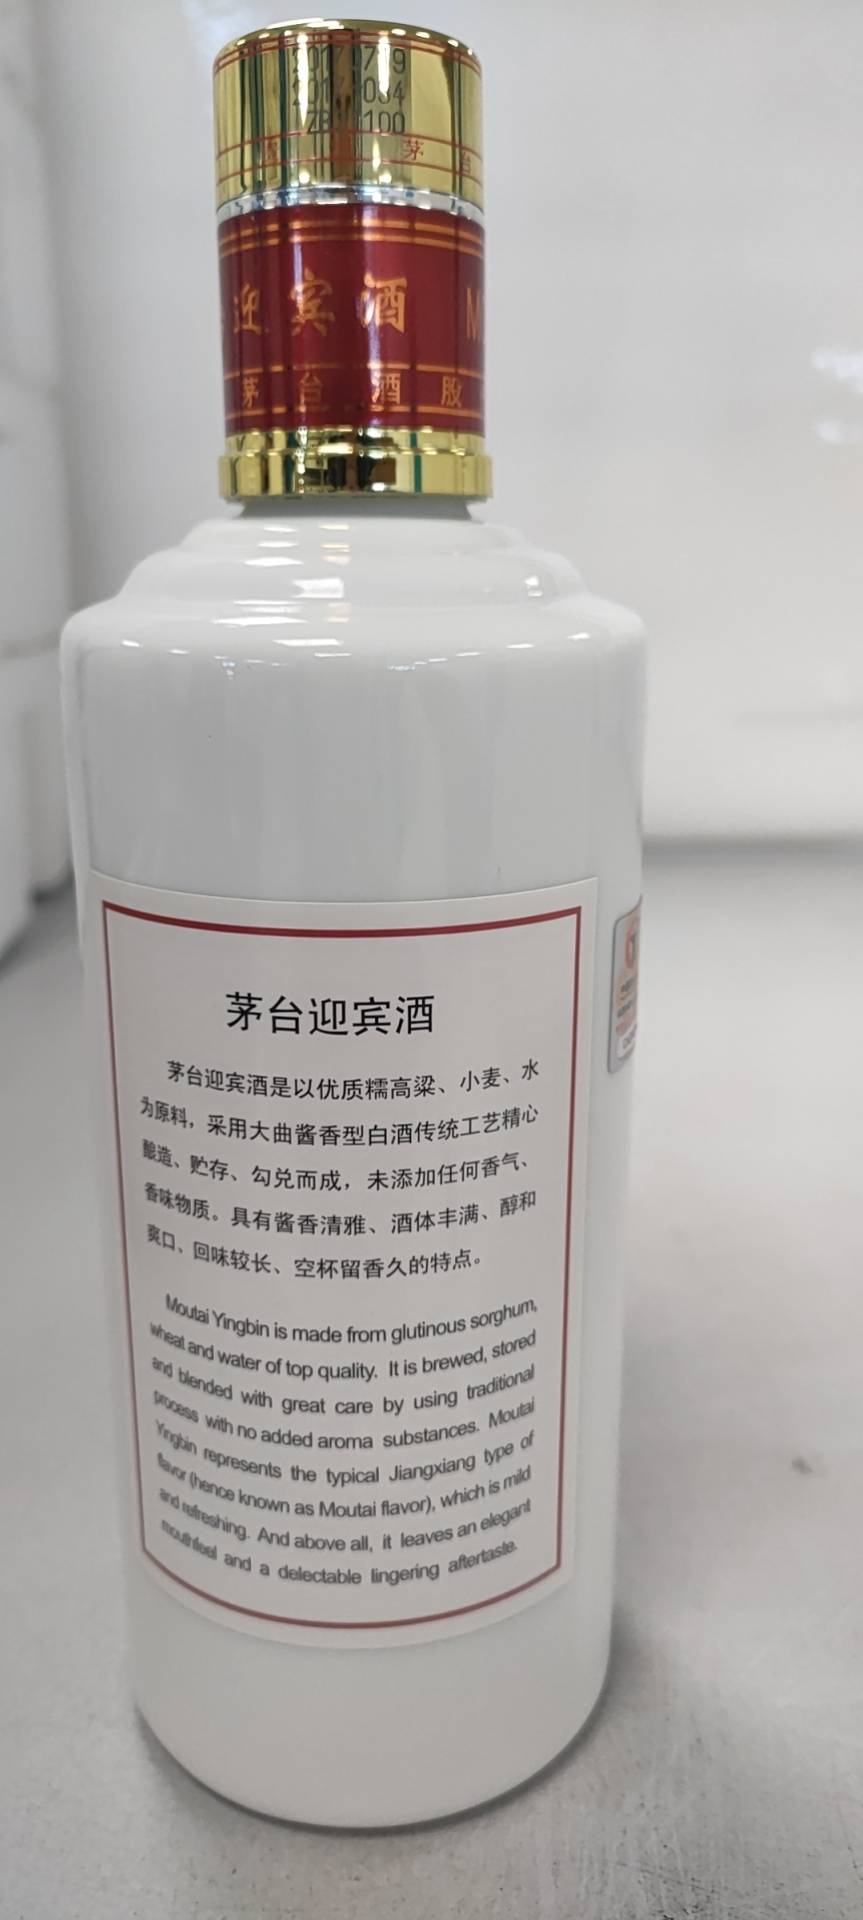 迎宾酒 M
茅台酒股
茅台迎宾酒
茅台迎宾酒是以优质糯高粱、小麦、水
为原料，采用大曲酱香型白酒传统工艺精心
酿造、贮存、勾兑而成，未添加任何香气、
香味物质。具有酱香清雅、酒体丰满、醇和
爽口、回味较长、空杯留香久的特点。
Moutai Yingbin is made from glutinous sorghum,
wheat and water of top quality. It is brewed, stored
and blended with great care by using traditional
process with no added aroma substances. Moutai
Yingbin represents the typical Jiangxiang type of
flavor (hence known as Moutai flavor), which is mild
and refreshing. And above all, it leaves an elegant
mouthfeel and a delectable lingering aftertaste.